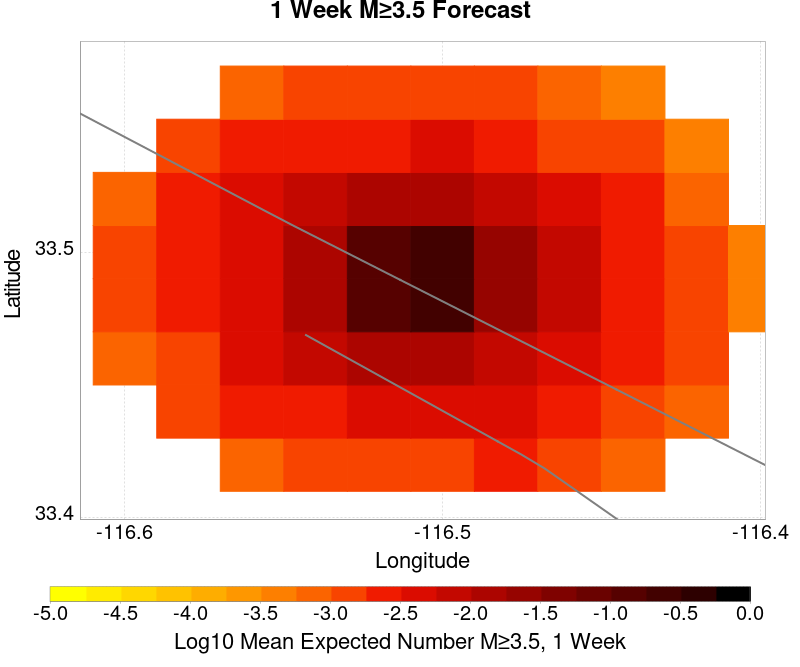 1 Week M≥3.5 Forecast
Latitude
33.5
33.4
-116.6 -116.5 -116.4
Longitude
-5.0 -4.5 -4.0 -3.5 -3.0 -2.5 -2.0 -1.5 -1.0 -0.5 0.0
Log10 Mean Expected Number M≥3.5, 1 Week